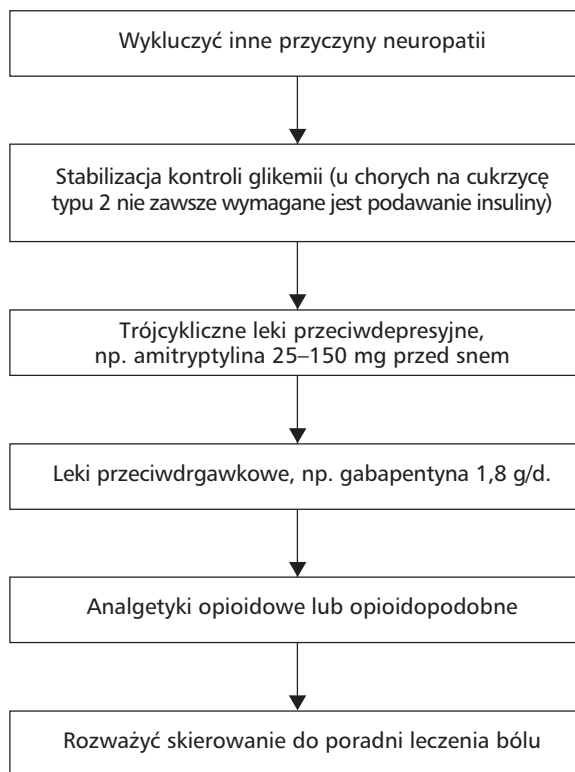 Wykluczyć inne przyczyny neuropatii
Stabilizacja kontroli glikemii (u chorych na cukrzycę
typu 2 nie zawsze wymagane jest podawanie insuliny)
Trójcykliczne leki przeciwdepresyjne,
np. amitryptylina 25–150 mg przed snem
Leki przeciwdrgawkowe, np. gabapentyna 1,8 g/d.
Analgetyki opioidowe lub opioidopodobne
Rozważyć skierowanie do poradni leczenia bólu